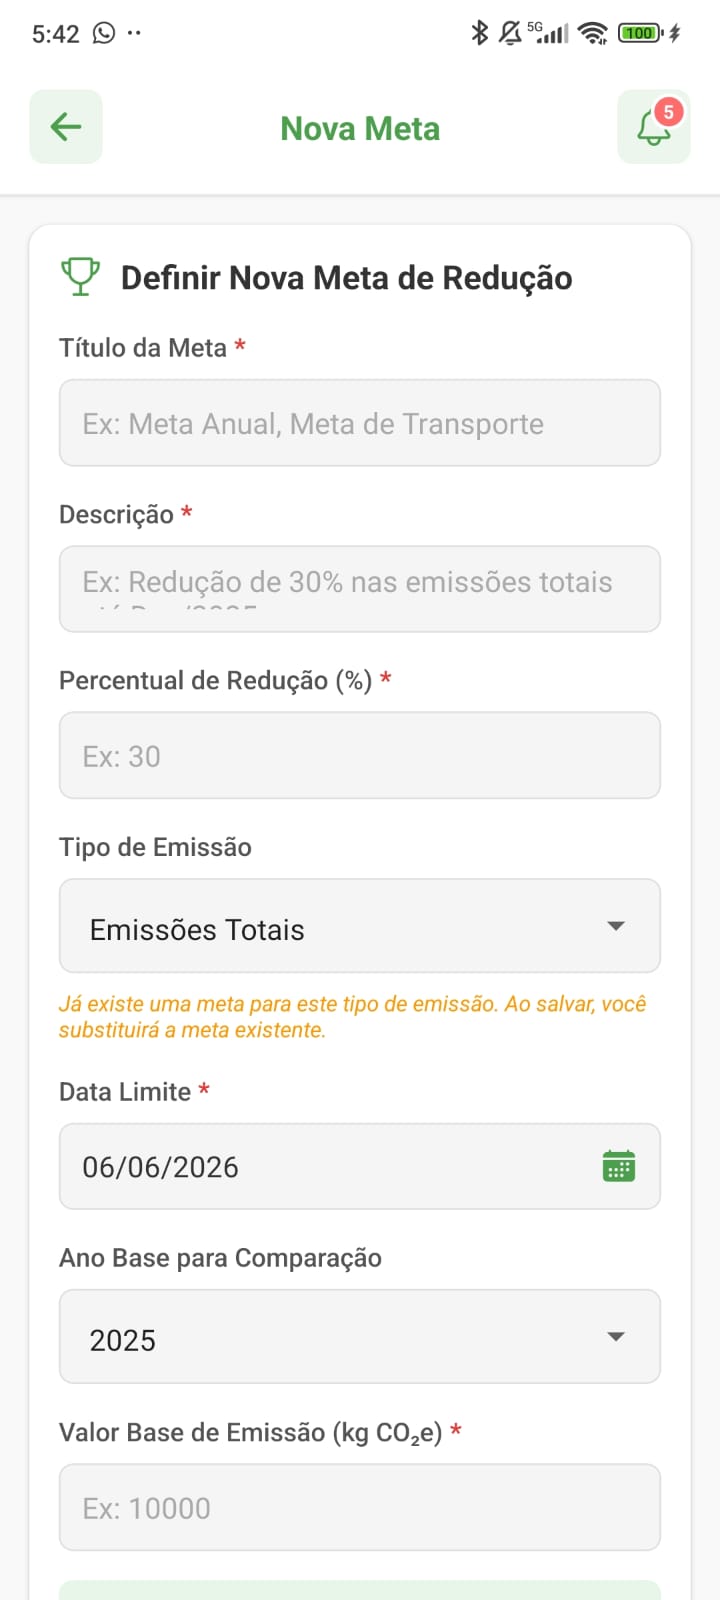 5:42
5G
100
Nova Meta
5
Definir Nova Meta de Redução
Título da Meta *
Ex: Meta Anual, Meta de Transporte
Descrição *
Ex: Redução de 30% nas emissões totais
Percentual de Redução (%) *
Ex: 30
Tipo de Emissão
Emissões Totais
Já existe uma meta para este tipo de emissão. Ao salvar, você
substituirá a meta existente.
Data Limite *
06/06/2026
Ano Base para Comparação
2025
Valor Base de Emissão (kg CO₂e) *
Ex: 10000